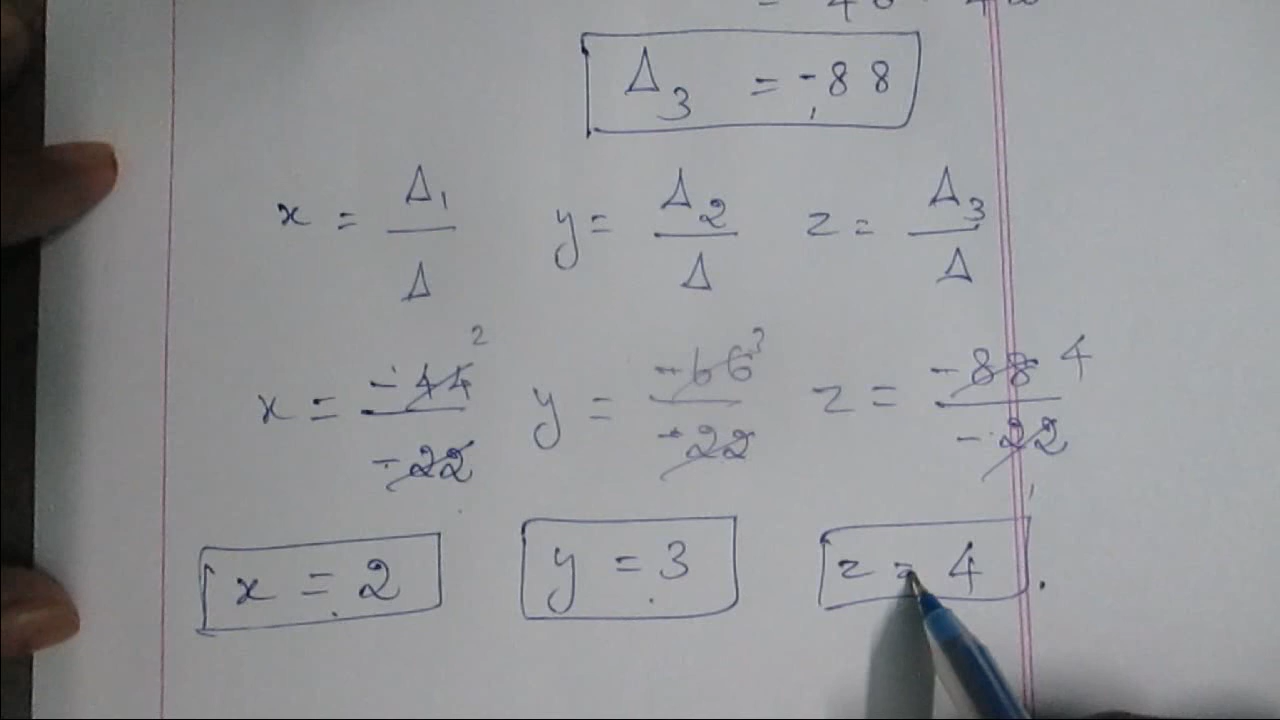 Δ₃ = -88
x = Δ₁/Δ y = Δ₂/Δ z = Δ₃/Δ
x = -44/-22 2 y = -66/-22 3 z = -88/-22 4
x = 2 y = 3 z = 4.